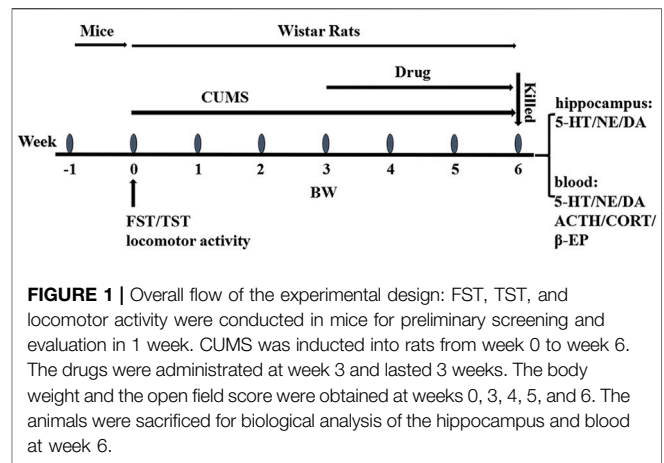 Mice
Wistar Rats
Drug
CUMS
Killed
Week
-1 0 1 2 3 4 5 6
BW
FST/TST
locomotor activity
hippocampus:
5-HT/NE/DA
blood:
5-HT/NE/DA
ACTH/CORT/
β-EP
FIGURE 1 | Overall flow of the experimental design: FST, TST, and
locomotor activity were conducted in mice for preliminary screening and
evaluation in 1 week. CUMS was inducted into rats from week 0 to week 6.
The drugs were administrated at week 3 and lasted 3 weeks. The body
weight and the open field score were obtained at weeks 0, 3, 4, 5, and 6. The
animals were sacrificed for biological analysis of the hippocampus and blood
at week 6.